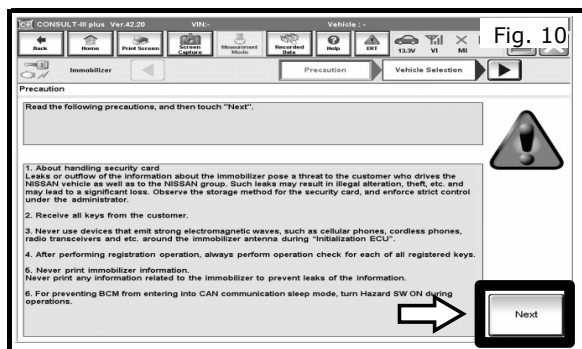 CONSULT-III plus Ver.42.20 VIN:- Vehicle : -
Fig. 10
Back Home Print Screen Screen Capture Measurement Mode Recorded Data Help ERT 13.3V VI MI
Immobilizer Precaution Vehicle Selection
Precaution
Read the following precautions, and then touch "Next".
1. About handling security card
Leaks or outflow of the information about the immobilizer pose a threat to the customer who drives the
NISSAN vehicle as well as to the NISSAN group. Such leaks may result in illegal alteration, theft, etc. and
may lead to a significant loss. Observe the storage method for the security card, and enforce strict control
under the administrator.
2. Receive all keys from the customer.
3. Never use devices that emit strong electromagnetic waves, such as cellular phones, cordless phones,
radio transceivers and etc. around the immobilizer antenna during "Initialization ECU".
4. After performing registration operation, always perform operation check for each of all registered keys.
5. Never print immobilizer information.
Never print any information related to the immobilizer to prevent leaks of the information.
6. For preventing BCM from entering into CAN communication sleep mode, turn Hazard SW ON during
operations.
Next